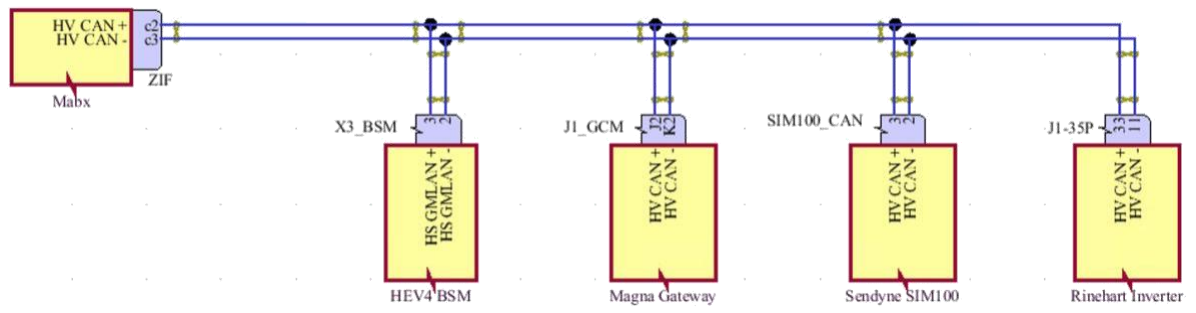 HV CAN + c2
HV CAN - c3
ZIF
Mabx
X3_BSM 3 2
HS GMLAN +
HS GMLAN -
HEV4 BSM
J1_GCM J2 K2
HV CAN +
HV CAN -
Magna Gateway
SIM100_CAN 3 2
HV CAN +
HV CAN -
Sendyne SIM100
J1-35P 33 11
HV CAN +
HV CAN -
Rinehart Inverter